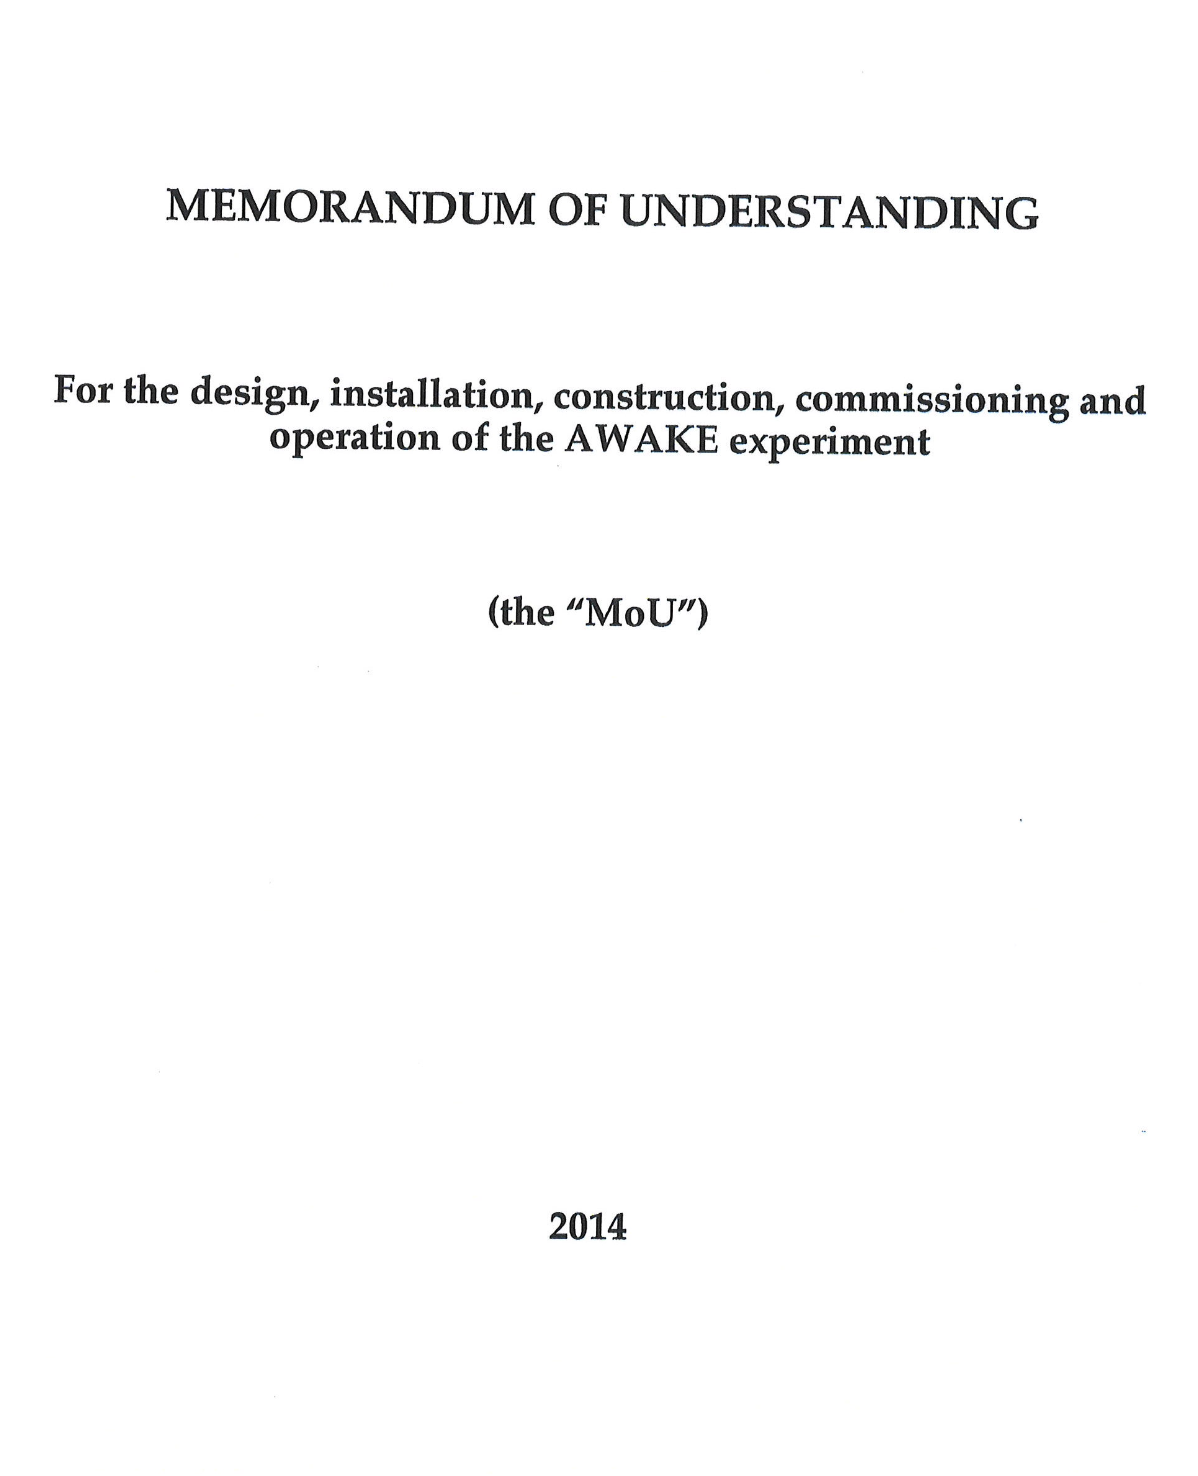 MEMORANDUM OF UNDERSTANDING
For the design, installation, construction, commissioning and
operation of the AWAKE experiment
(the “MoU”)
2014